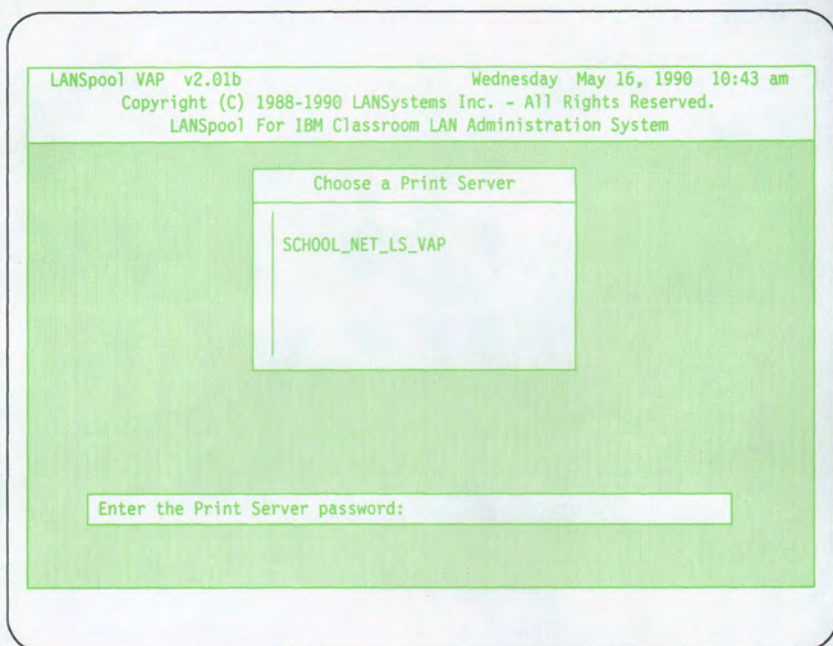 LANSpool VAP v2.01b Wednesday May 16, 1990 10:43 am
Copyright (C) 1988-1990 LANSystems Inc. - All Rights Reserved.
LANSpool For IBM Classroom LAN Administration System
Choose a Print Server
SCHOOL_NET_LS_VAP
Enter the Print Server password: